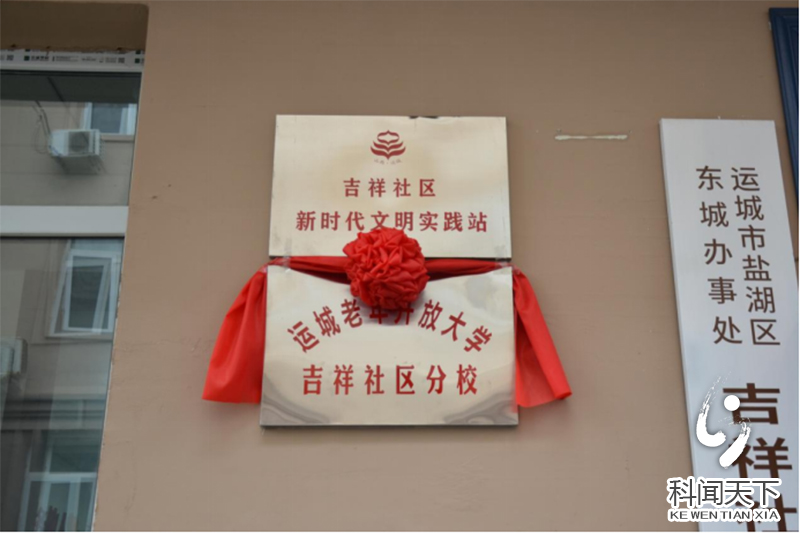 吉祥社区
新时代文明实践站
运城老年开放大学
吉祥社区分校
运城市盐湖区
东城办事处
吉祥社
科闻天下
KE WEN TIAN XIA